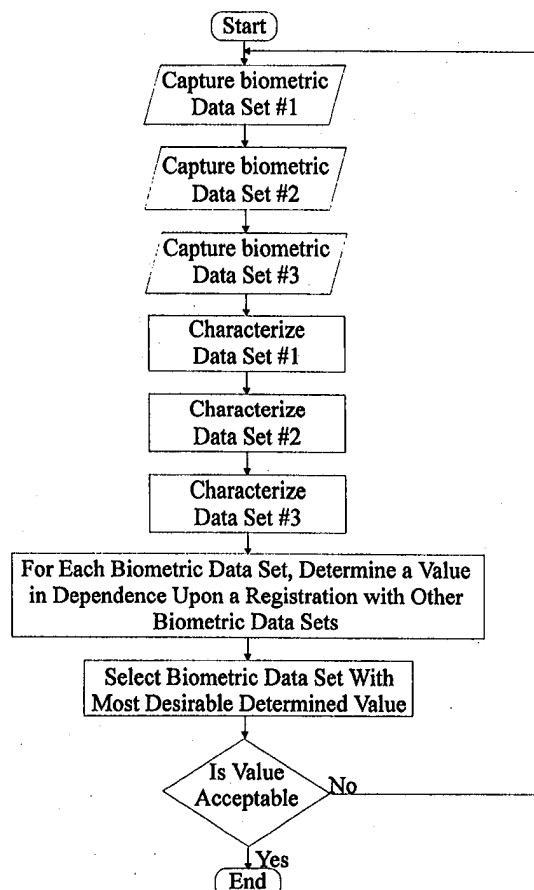 Start
Capture biometric
Data Set #1
Capture biometric
Data Set #2
Capture biometric
Data Set #3
Characterize
Data Set #1
Characterize
Data Set #2
Characterize
Data Set #3
For Each Biometric Data Set, Determine a Value
in Dependence Upon a Registration with Other
Biometric Data Sets
Select Biometric Data Set With
Most Desirable Determined Value
Is Value
Acceptable
No
Yes
End